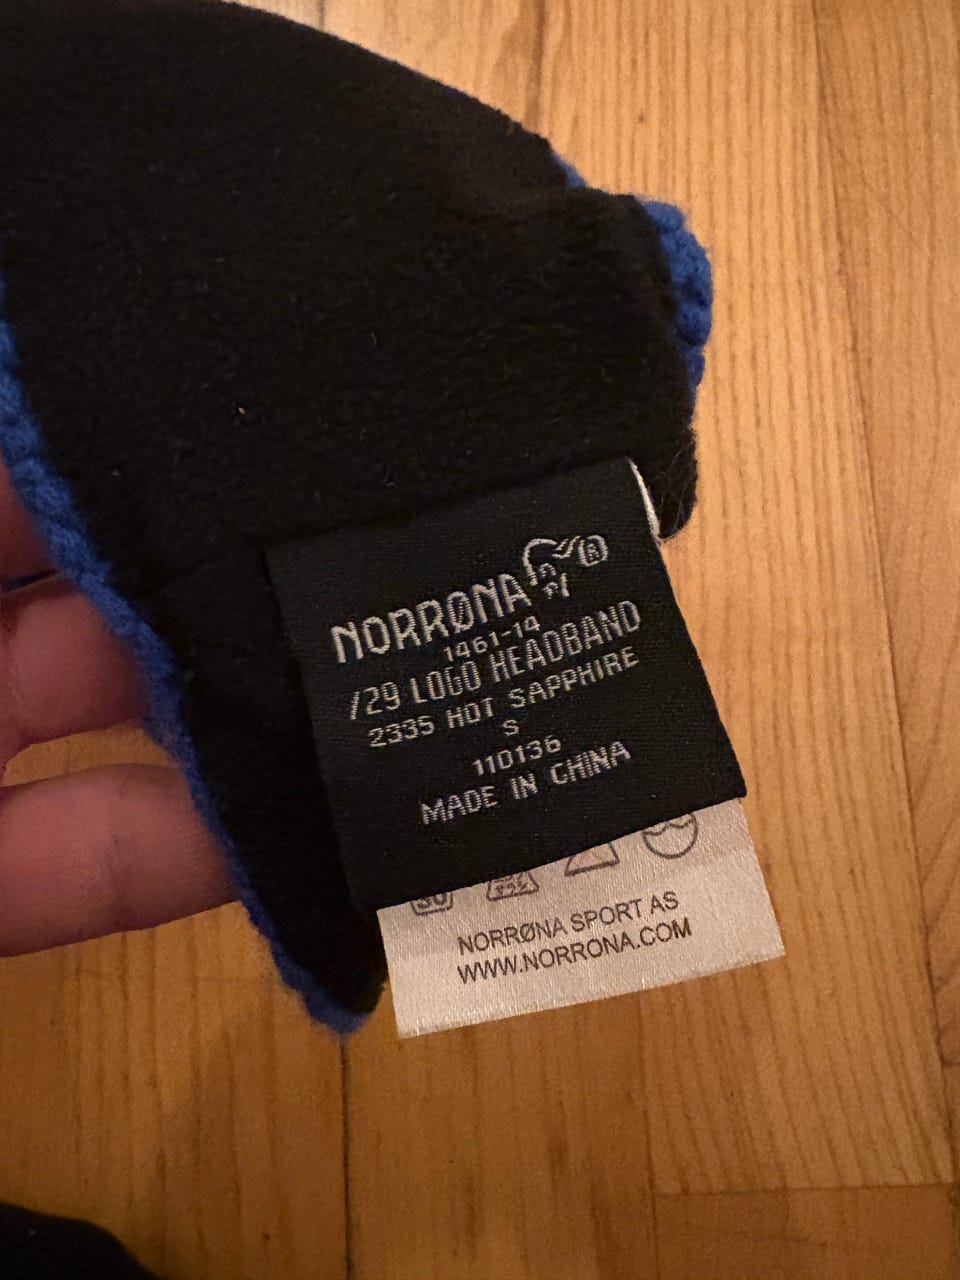 NORRØNA ®
1461-14
/29 LOGO HEADBAND
2335 HOT SAPPHIRE
S
110136
MADE IN CHINA
30
NORRØNA SPORT AS
WWW.NORRONA.COM